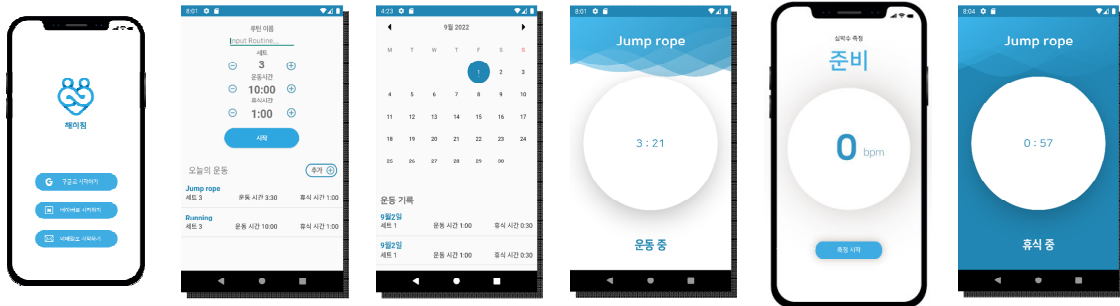 채이짐
구글로 시작하기
이메일로 시작하기
8:01
루틴 이름
Input Routine...
세트
3
운동시간
10:00
휴식시간
1:00
시작
오늘의 운동
추가
Jump rope
세트 3 운동 시간 3:30 휴식 시간 1:00
Running
세트 3 운동 시간 10:00 휴식 시간 1:00
4:23
9월 2022
M T W T F S S
1 2 3
4 5 6 7 8 9 10
11 12 13 14 15 16 17
18 19 20 21 22 23 24
25 26 27 28 29 30
운동 기록
9월2일
세트 1 운동 시간 1:00 휴식 시간 0:30
9월2일
세트 1 운동 시간 1:00 휴식 시간 0:30
8:01
Jump rope
3 : 21
운동 중
심박수 측정
준비
0 bpm
측정 시작
8:04
Jump rope
0 : 57
휴식 중